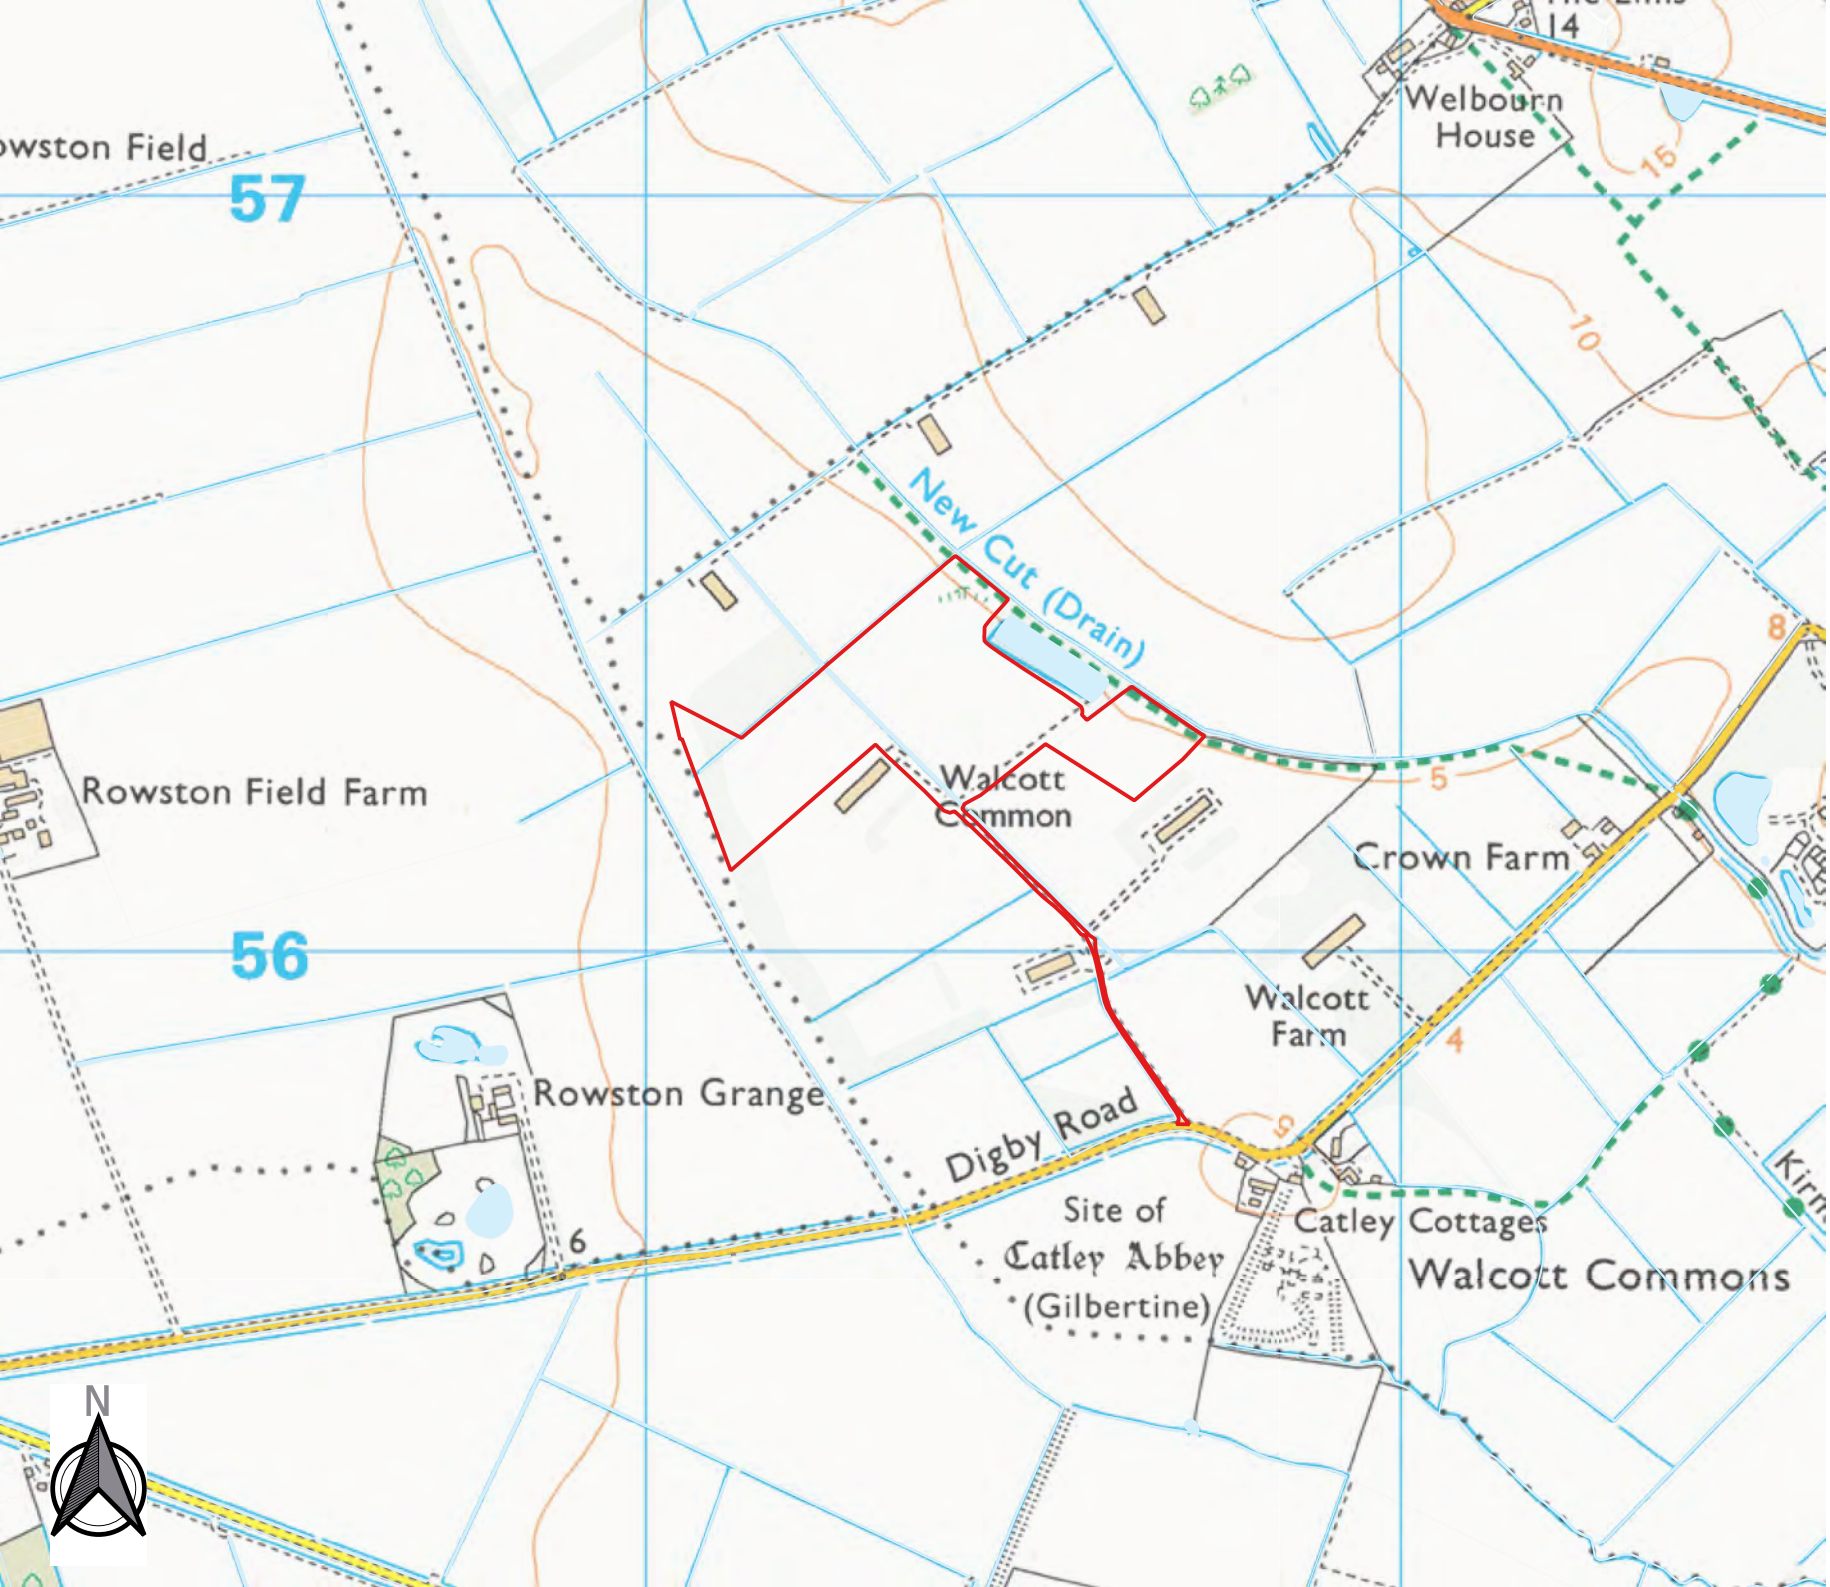 14
Welbourn
House
owston Field
57
15
10
New Cut (Drain)
8
Walcott
Common
5
Rowston Field Farm
Crown Farm
56
Walcott
Farm
4
Rowston Grange
Digby Road
5
Site of
Catley Abbey
(Gilbertine)
Catley Cottages
Walcott Commons
6
N